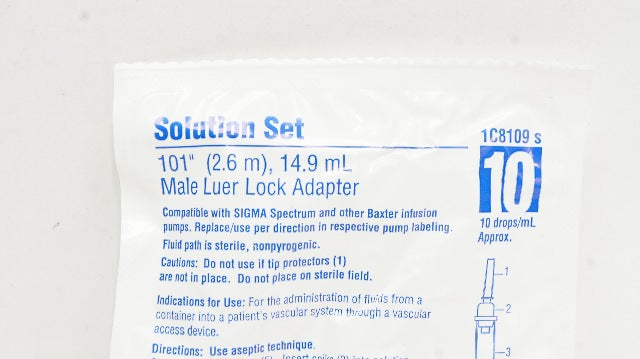 Solution Set
1C8109 s
101" (2.6 m), 14.9 mL
Male Luer Lock Adapter
10
10 drops/mL
Approx.
Compatible with SIGMA Spectrum and other Baxter infusion
pumps. Replace/use per direction in respective pump labeling.
Fluid path is sterile, nonpyrogenic.
Cautions: Do not use if tip protectors (1)
are not in place. Do not place on sterile field.
1
2
3
Indications for Use: For the administration of fluids from a
container into a patient's vascular system through a vascular
access device.
Directions: Use aseptic technique.